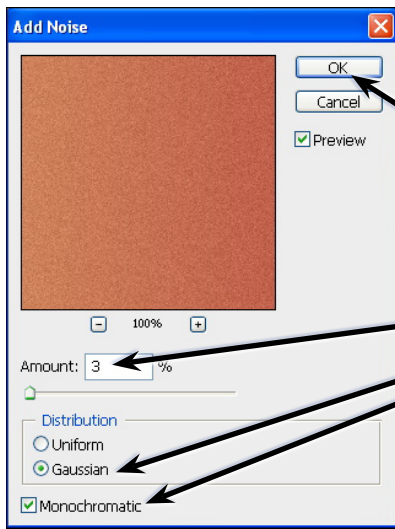 Add Noise
OK
Cancel
Preview
100%
Amount: 3 %
Distribution
Uniform
Gaussian
Monochromatic